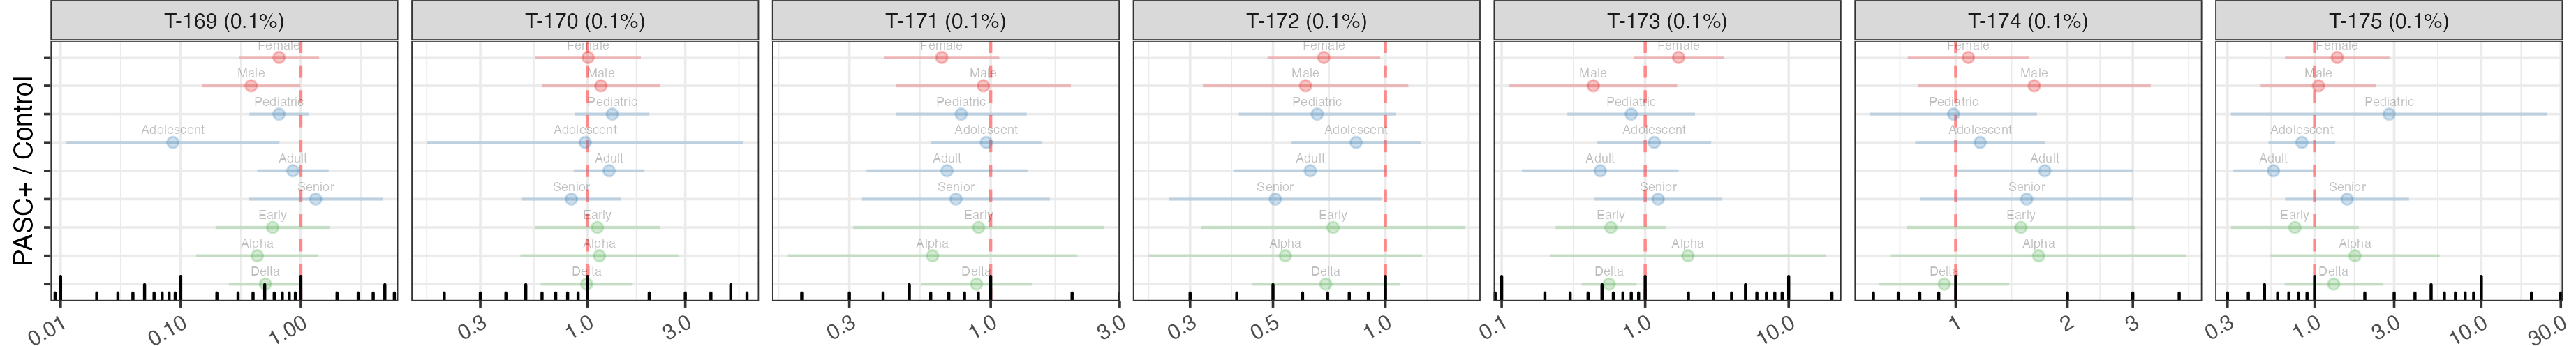 T-169 (0.1%)
T-170 (0.1%)
T-171 (0.1%)
T-172 (0.1%)
T-173 (0.1%)
T-174 (0.1%)
T-175 (0.1%)
PASC+ / Control
Female
Male
Pediatric
Adolescent
Adult
Senior
Early
Alpha
Delta
0.01
0.10
1.00
Female
Male
Pediatric
Adolescent
Adult
Senior
Early
Alpha
Delta
0.3
1.0
3.0
Female
Male
Pediatric
Adolescent
Adult
Senior
Early
Alpha
Delta
0.3
1.0
3.0
Female
Male
Pediatric
Adolescent
Adult
Senior
Early
Alpha
Delta
0.3
0.5
1.0
Female
Male
Pediatric
Adolescent
Adult
Senior
Early
Alpha
Delta
0.1
1.0
10.0
Female
Male
Pediatric
Adolescent
Adult
Senior
Early
Alpha
Delta
1
2
3
Female
Male
Pediatric
Adolescent
Adult
Senior
Early
Alpha
Delta
0.3
1.0
3.0
10.0
30.0